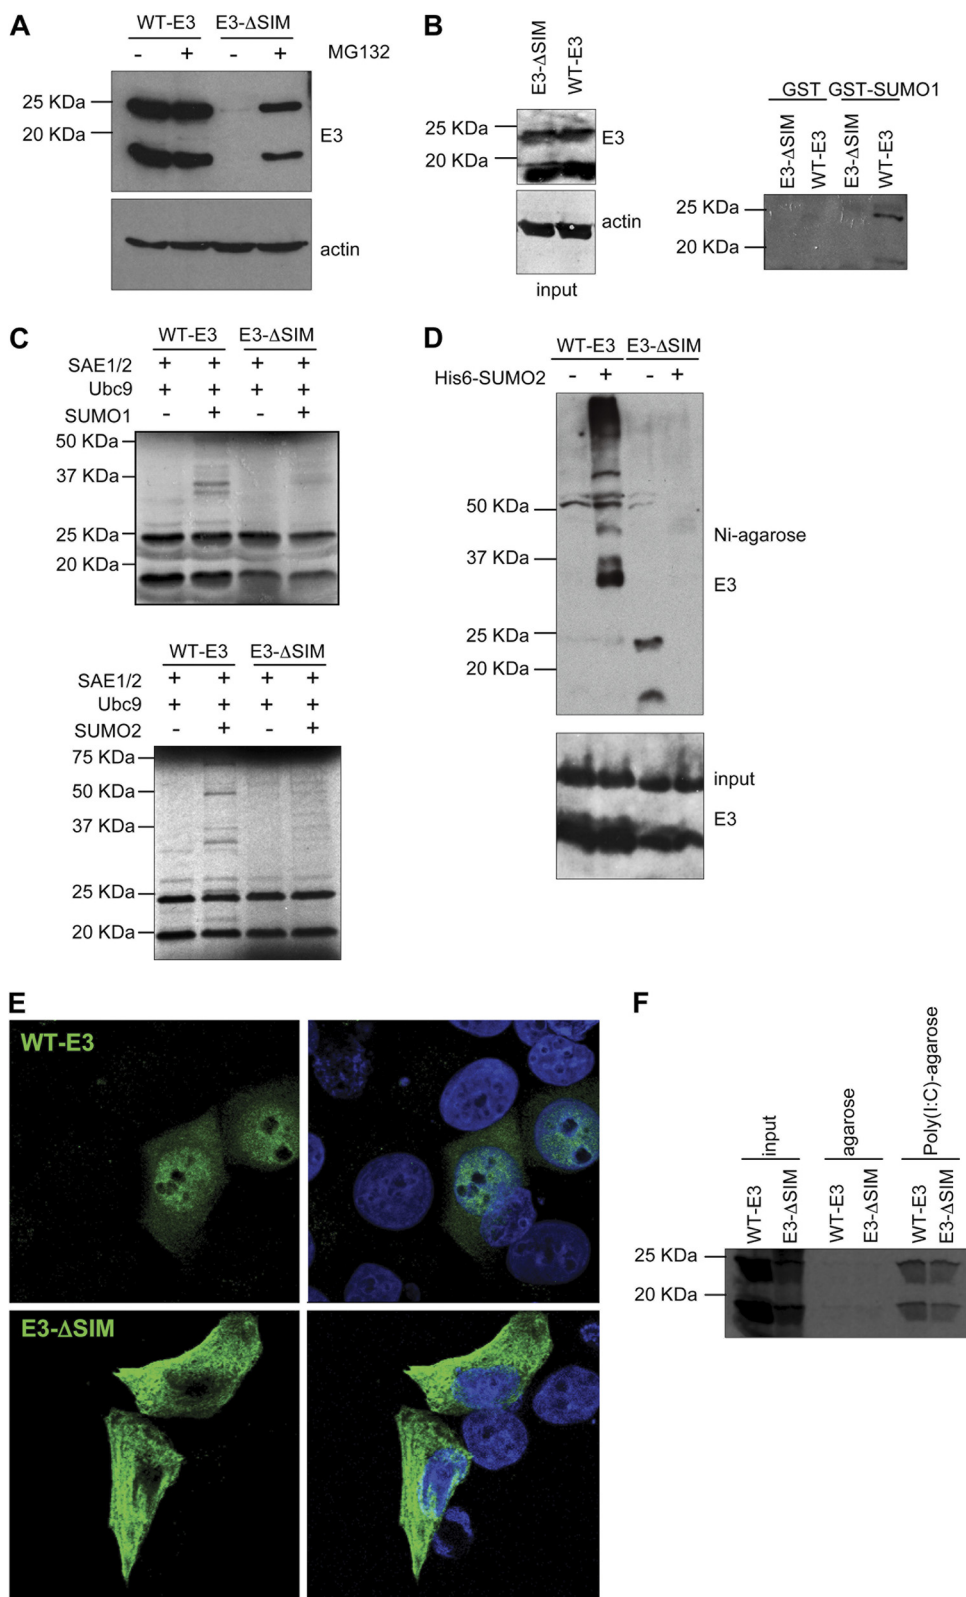 A
WT-E3 E3-ΔSIM
- + - + MG132
25 KDa
20 KDa
E3
actin
B
E3-ΔSIM
WT-E3
25 KDa
20 KDa
E3
actin
input
GST GST-SUMO1
E3-ΔSIM
WT-E3
E3-ΔSIM
WT-E3
25 KDa
20 KDa
C
WT-E3 E3-ΔSIM
SAE1/2 + + + +
Ubc9 + + + +
SUMO1 - + - +
50 KDa
37 KDa
25 KDa
20 KDa
WT-E3 E3-ΔSIM
SAE1/2 + + + +
Ubc9 + + + +
SUMO2 - + - +
75 KDa
50 KDa
37 KDa
25 KDa
20 KDa
D
WT-E3 E3-ΔSIM
His6-SUMO2 - + - +
50 KDa
37 KDa
25 KDa
20 KDa
Ni-agarose
E3
input
E3
E
WT-E3
E3-ΔSIM
F
input
agarose
Poly(I:C)-agarose
WT-E3
E3-ΔSIM
WT-E3
E3-ΔSIM
WT-E3
E3-ΔSIM
25 KDa
20 KDa